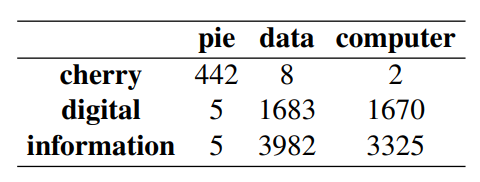 pie data computer
cherry 442 8 2
digital 5 1683 1670
information 5 3982 3325